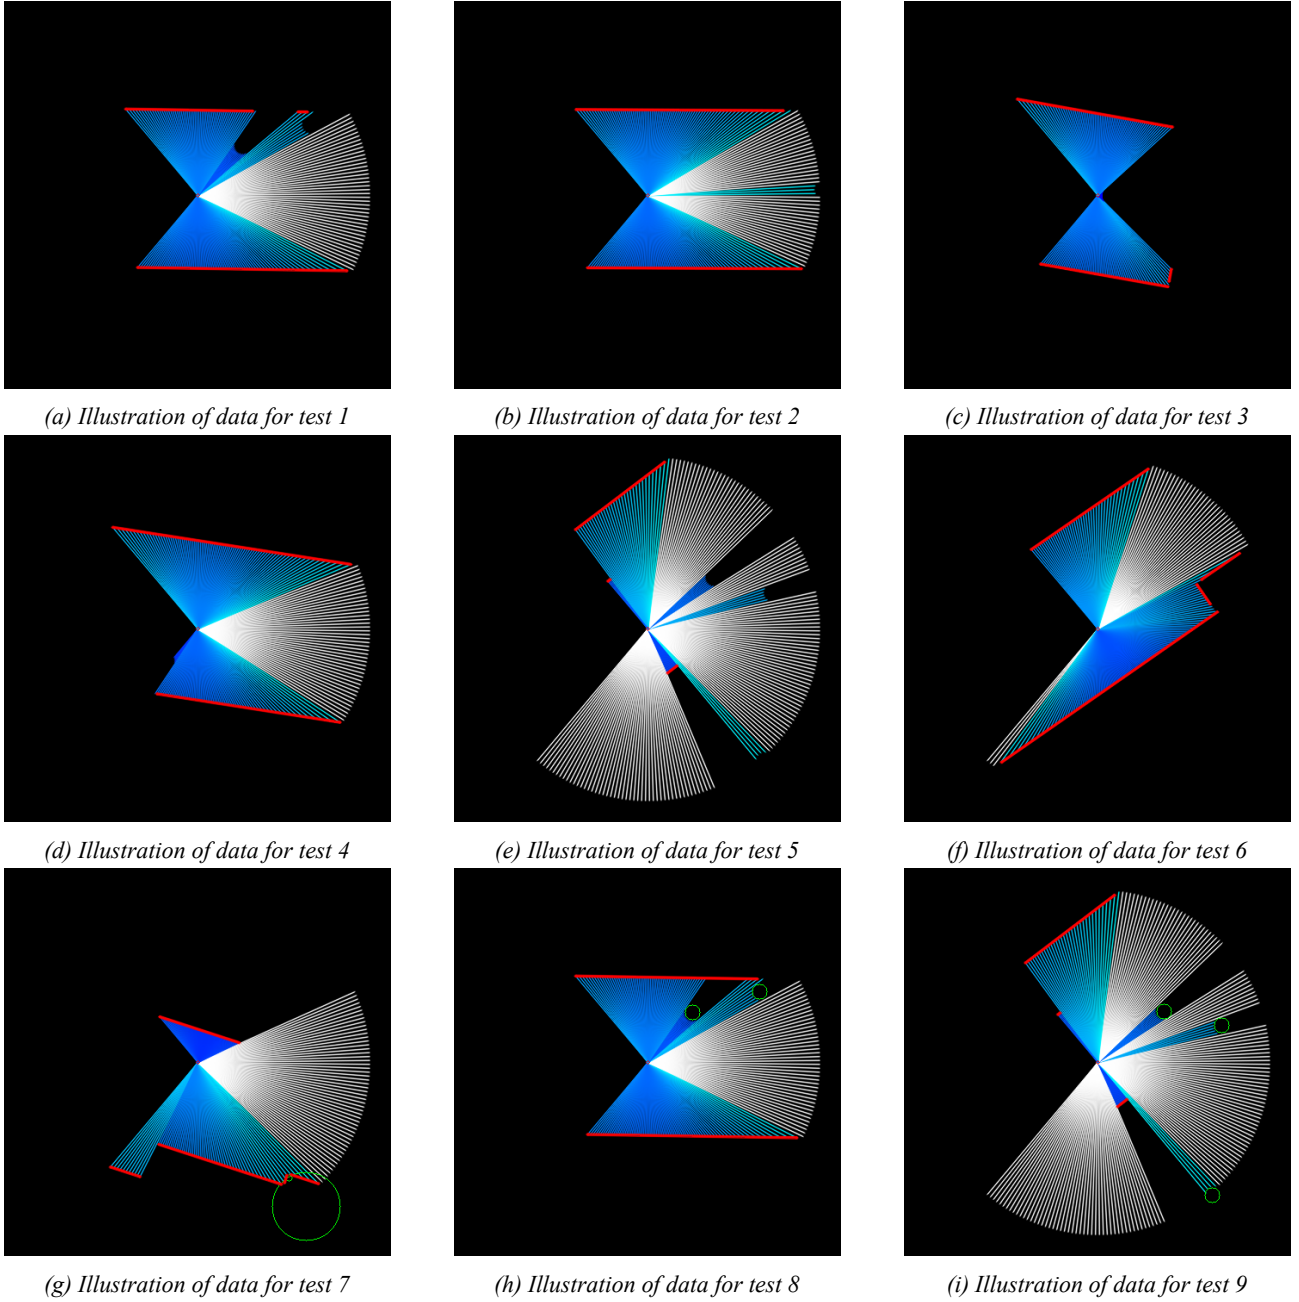 (a) Illustration of data for test 1
(b) Illustration of data for test 2
(c) Illustration of data for test 3
(d) Illustration of data for test 4
(e) Illustration of data for test 5
(f) Illustration of data for test 6
(g) Illustration of data for test 7
(h) Illustration of data for test 8
(i) Illustration of data for test 9